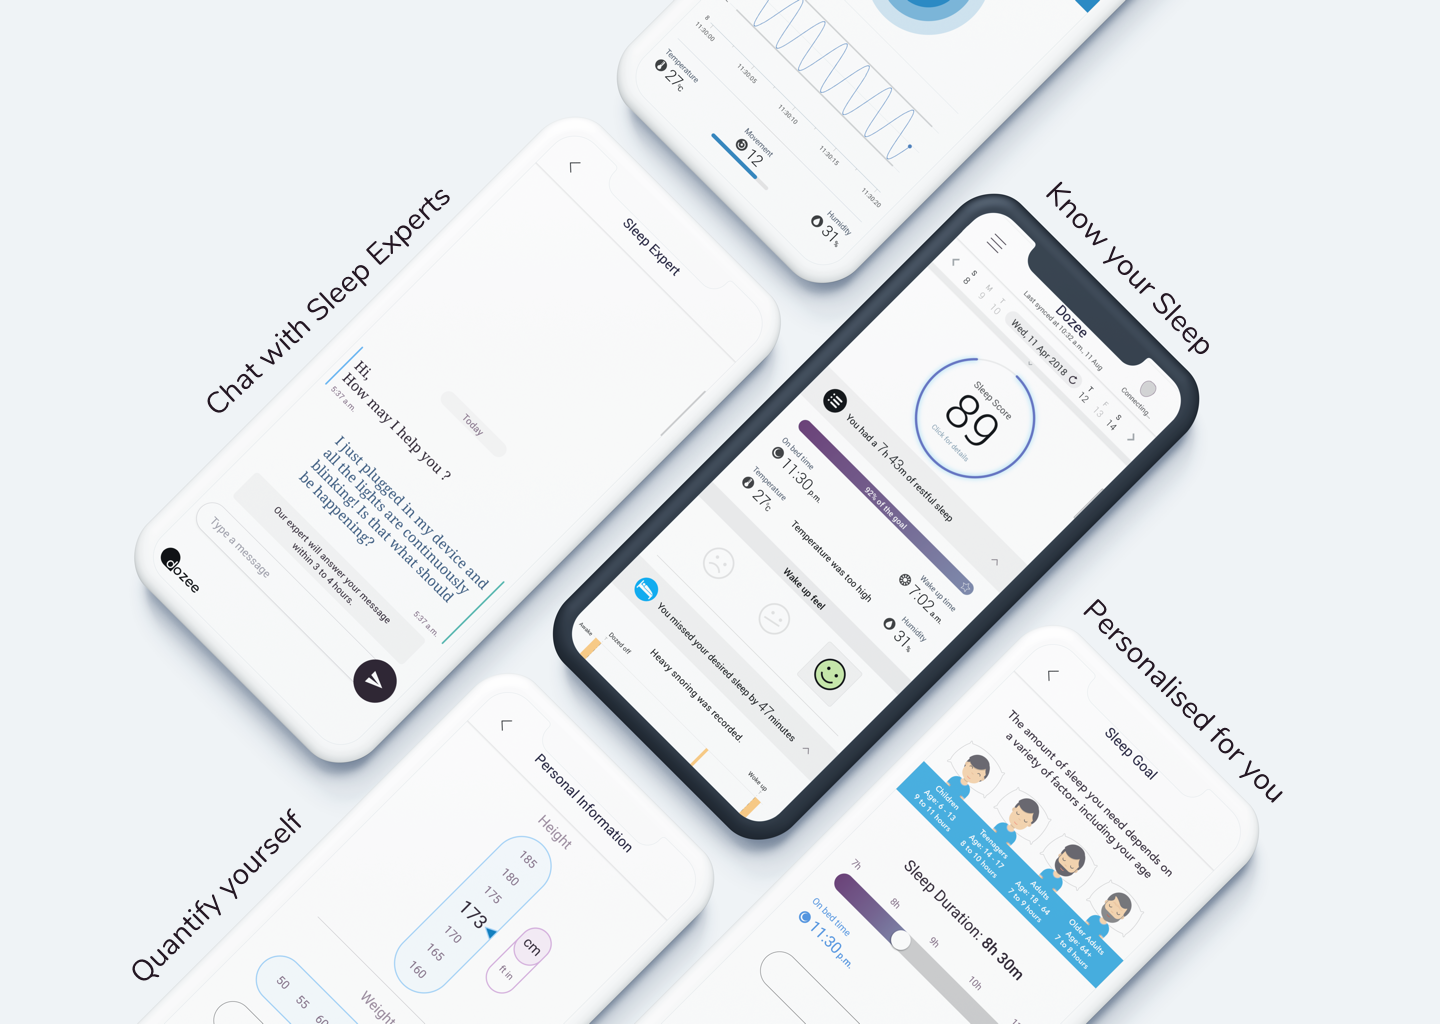 8
11:30:00
11:30:05
11:30:10
11:30:15
11:30:20
Temperature
27°c
Movement
12
Humidity
31%
Chat with Sleep Experts
Sleep Expert
Today
Hi,
How may I help you ?
5:37 a.m.
I just plugged in my device and
all the lights are continuously
blinking! Is that what should
be happening?
5:37 a.m.
Our expert will answer your message
within 3 to 4 hours.
Type a message
dozee
Know your Sleep
Dozee
Last synced at 10:32 a.m, 11 Aug
Connecting...
S
8
M
9
T
10
Wed, 11 Apr 2018
T
12
F
13
S
14
Sleep Score
89
Click for details
You had a 7h 43m of restful sleep
92% of the goal
On bed time
11:30p.m.
Wake up time
7:02a.m.
Temperature
27°c
Humidity
31%
Temperature was too high
Wake up feel
You missed your desired sleep by 47 minutes
Heavy snoring was recorded.
Awake
Dozed off
Woke up
Quantify yourself
Personal Information
Height
185
180
175
173
170
165
160
cm
ft in
Weight
50
55
60
Personalised for you
Sleep Goal
The amount of sleep you need depends on
a variety of factors including your age
Children
Age: 6 - 13
9 to 11 hours
Teenagers
Age: 14 - 17
8 to 10 hours
Adults
Age: 18 - 64
7 to 9 hours
Older Adults
Age: 64+
7 to 8 hours
Sleep Duration: 8h 30m
7h
8h
9h
10h
On bed time
11:30p.m.